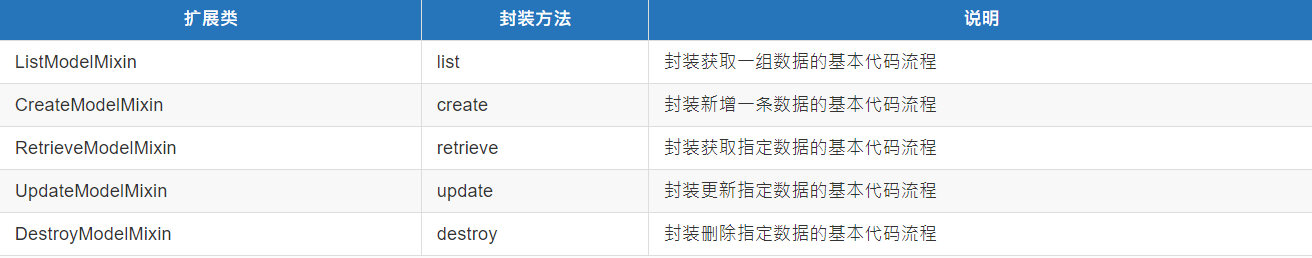 扩展类 封装方法 说明
ListModelMixin list 封装获取一组数据的基本代码流程
CreateModelMixin create 封装新增一条数据的基本代码流程
RetrieveModelMixin retrieve 封装获取指定数据的基本代码流程
UpdateModelMixin update 封装更新指定数据的基本代码流程
DestroyModelMixin destroy 封装删除指定数据的基本代码流程